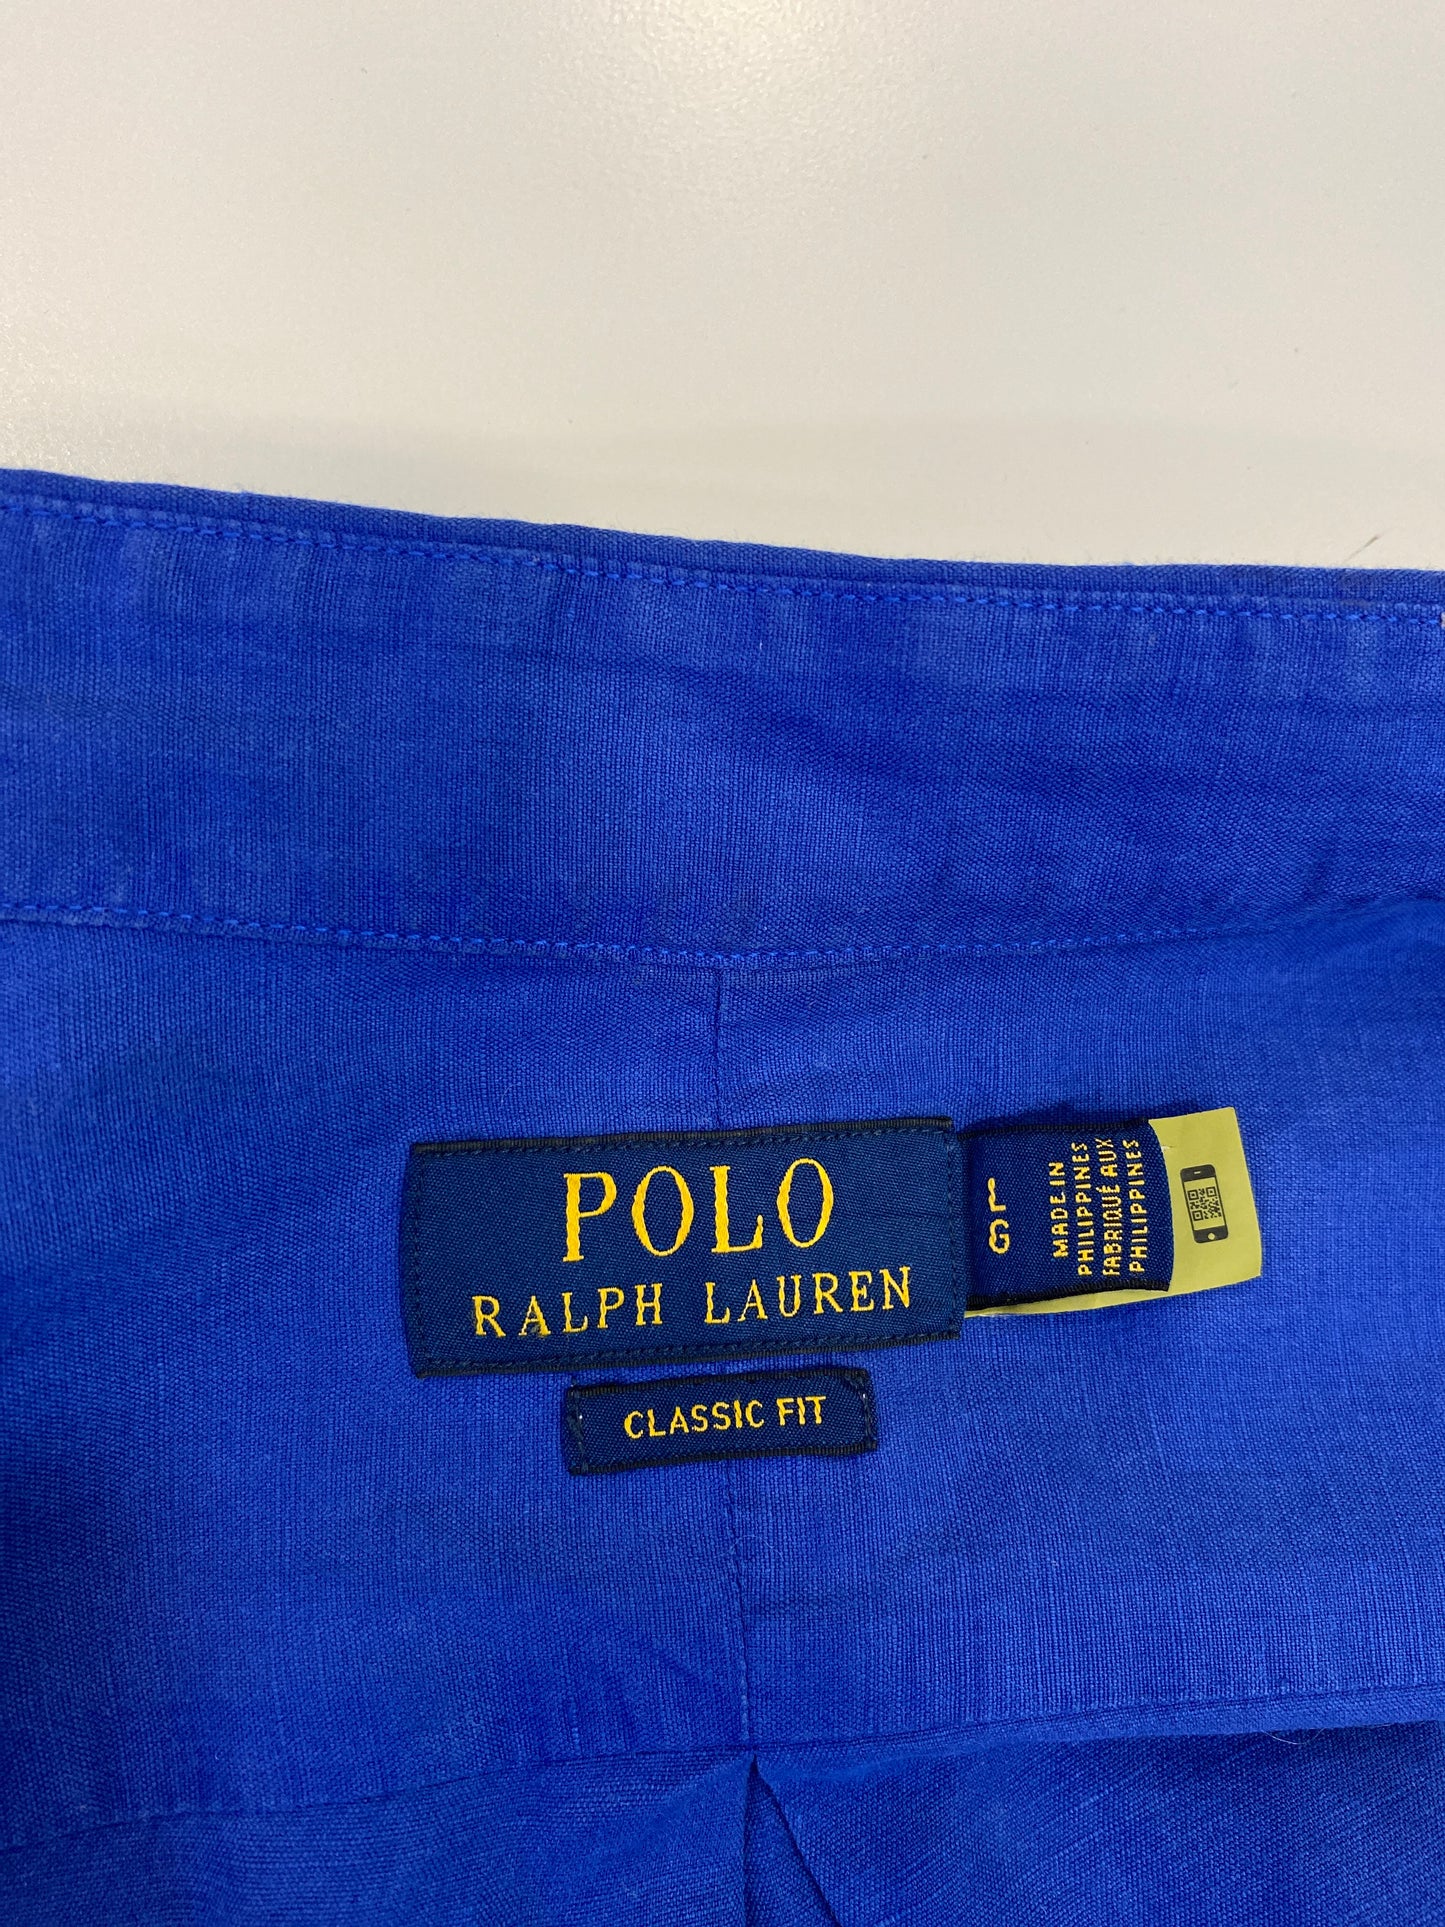 POLO
RALPH LAUREN
CLASSIC FIT
G L
MADE IN
PHILIPPINES
FABRIQUÉ AUX
PHILIPPINES